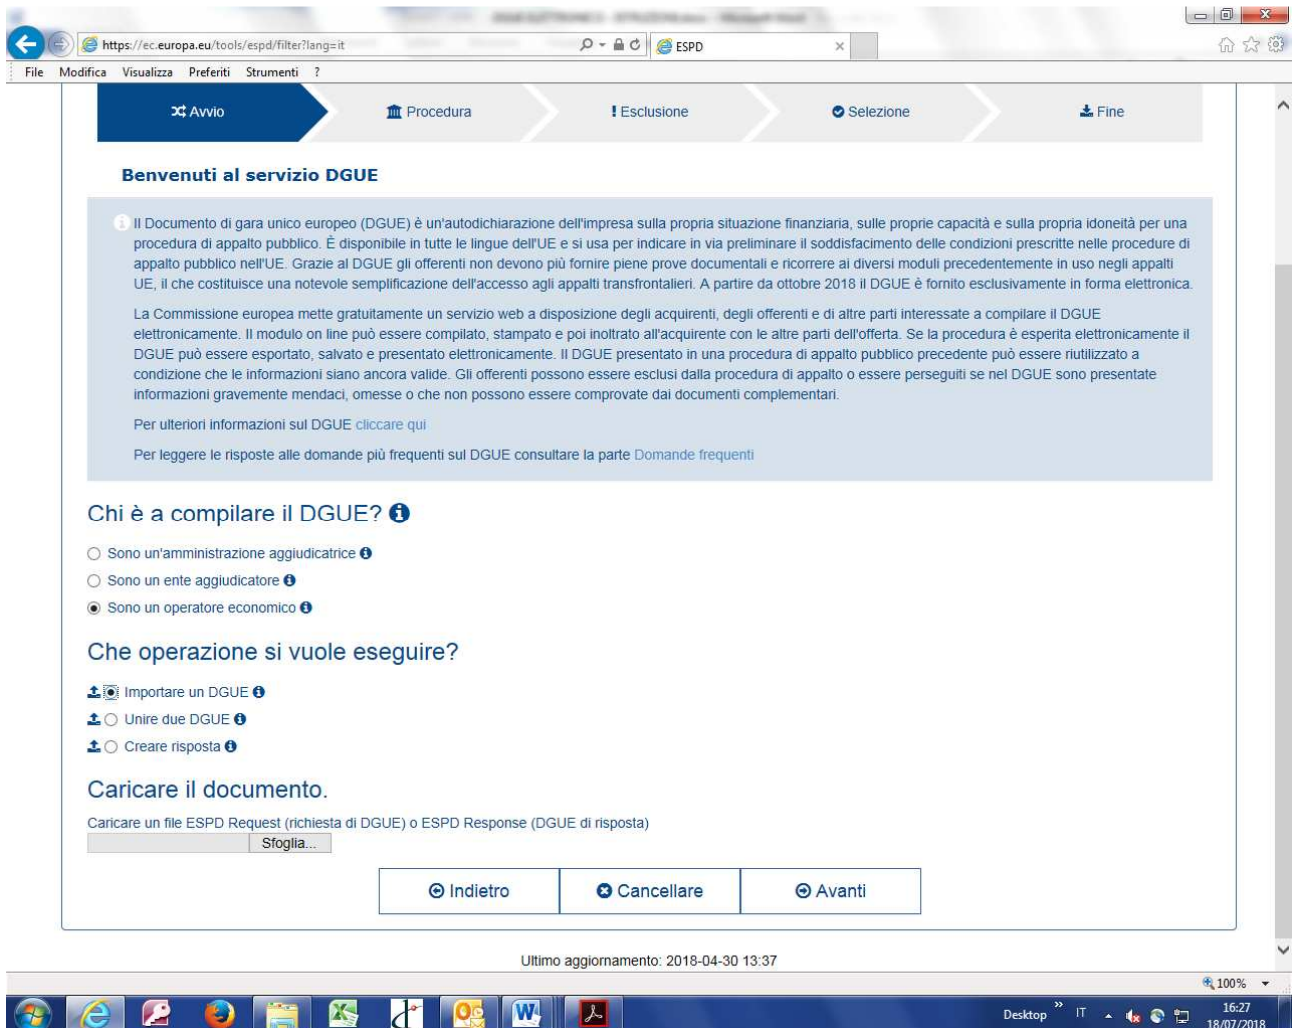 https://ec.europa.eu/tools/espd/filter?lang=it
ESPD
File Modifica Visualizza Preferiti Strumenti ?
Avvio
Procedura
Esclusione
Selezione
Fine
Benvenuti al servizio DGUE
Il Documento di gara unico europeo (DGUE) è un'autodichiarazione dell'impresa sulla propria situazione finanziaria, sulle proprie capacità e sulla propria idoneità per una
procedura di appalto pubblico. È disponibile in tutte le lingue dell'UE e si usa per indicare in via preliminare il soddisfacimento delle condizioni prescritte nelle procedure di
appalto pubblico nell'UE. Grazie al DGUE gli offerenti non devono più fornire piene prove documentali e ricorrere ai diversi moduli precedentemente in uso negli appalti
UE, il che costituisce una notevole semplificazione dell'accesso agli appalti transfrontalieri. A partire da ottobre 2018 il DGUE è fornito esclusivamente in forma elettronica.
La Commissione europea mette gratuitamente un servizio web a disposizione degli acquirenti, degli offerenti e di altre parti interessate a compilare il DGUE
elettronicamente. Il modulo on line può essere compilato, stampato e poi inoltrato all'acquirente con le altre parti dell'offerta. Se la procedura è esperita elettronicamente il
DGUE può essere esportato, salvato e presentato elettronicamente. Il DGUE presentato in una procedura di appalto pubblico precedente può essere riutilizzato a
condizione che le informazioni siano ancora valide. Gli offerenti possono essere esclusi dalla procedura di appalto o essere perseguiti se nel DGUE sono presentate
informazioni gravemente mendaci, omesse o che non possono essere comprovate dai documenti complementari.
Per ulteriori informazioni sul DGUE cliccare qui
Per leggere le risposte alle domande più frequenti sul DGUE consultare la parte Domande frequenti
Chi è a compilare il DGUE?
Sono un'amministrazione aggiudicatrice
Sono un ente aggiudicatore
Sono un operatore economico
Che operazione si vuole eseguire?
Importare un DGUE
Unire due DGUE
Creare risposta
Caricare il documento.
Caricare un file ESPD Request (richiesta di DGUE) o ESPD Response (DGUE di risposta)
Sfoglia...
Indietro
Cancellare
Avanti
Ultimo aggiornamento: 2018-04-30 13:37
100%
Desktop » IT
16:27
18/07/2018